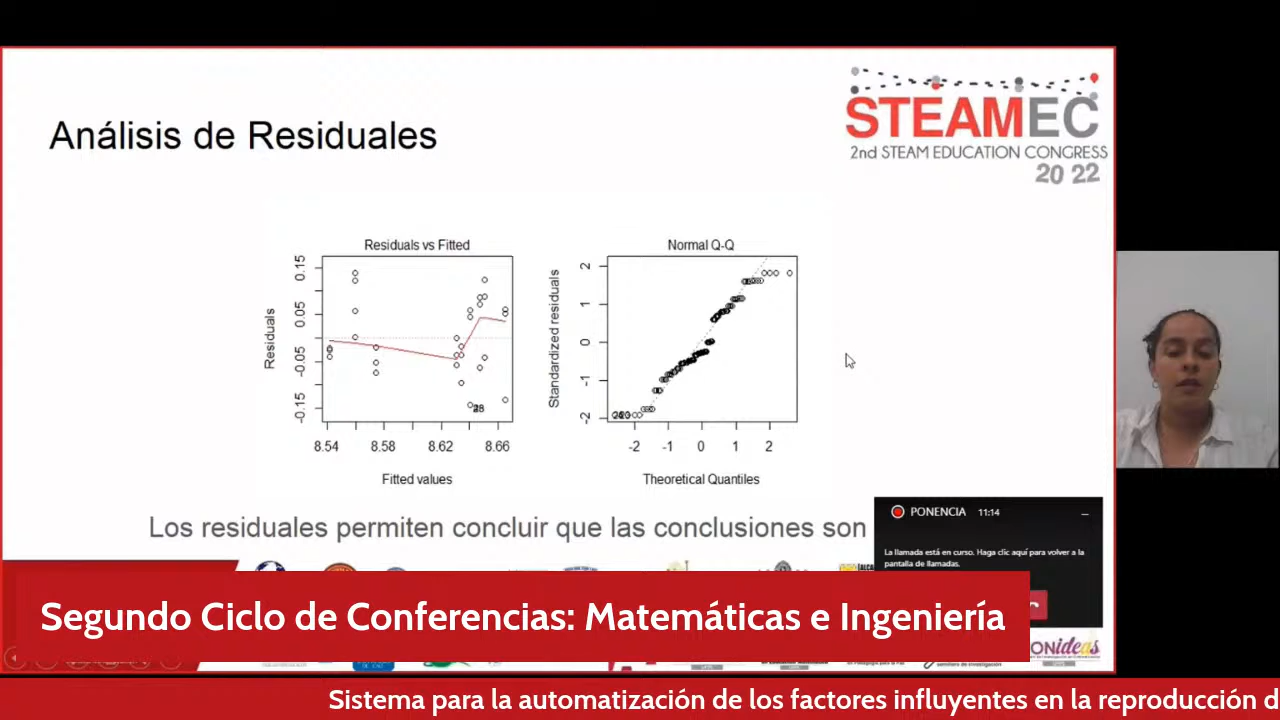 Análisis de Residuales
STEAMEC
2nd STEAM EDUCATION CONGRESS
20 22
Residuals vs Fitted
Residuals
0.15
0.05
-0.05
-0.15
8.54
8.58
8.62
8.66
Fitted values
Normal Q-Q
Standardized residuals
2
1
0
-1
-2
-2
-1
0
1
2
Theoretical Quantiles
Los residuales permiten concluir que las conclusiones son
PONENCIA 11:14
La llamada está en curso. Haga clic aquí para volver a la
pantalla de llamadas.
Segundo Ciclo de Conferencias: Matemáticas e Ingeniería
ONideas
Sistema para la automatización de los factores influyentes en la reproducción d